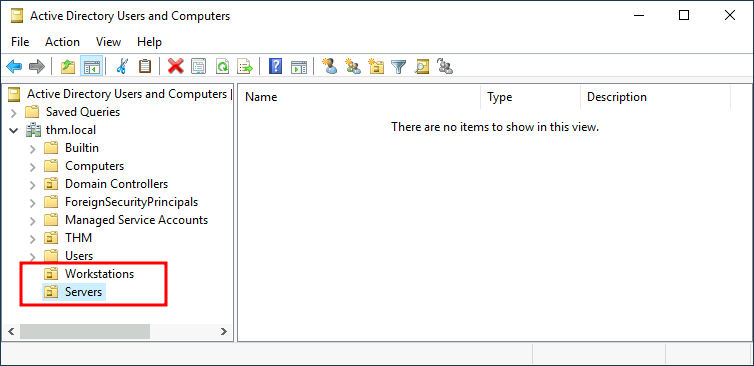 Active Directory Users and Computers
File Action View Help
Active Directory Users and Computers [
Saved Queries
thm.local
Builtin
Computers
Domain Controllers
ForeignSecurityPrincipals
Managed Service Accounts
THM
Users
Workstations
Servers
Name Type Description
There are no items to show in this view.